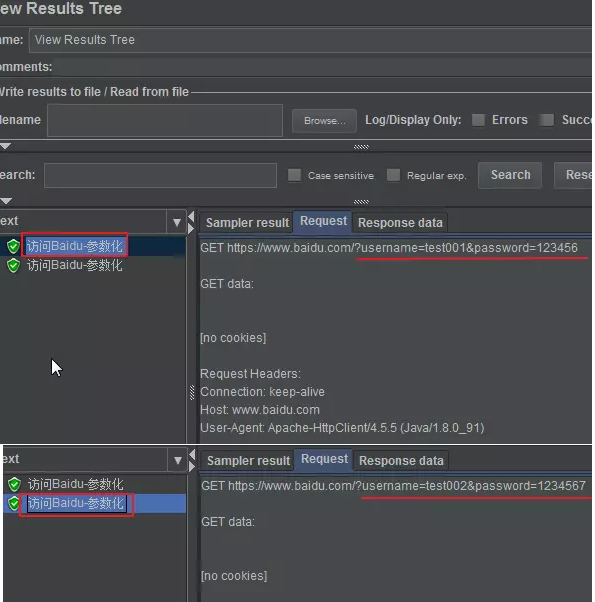 ew Results Tree
ame: View Results Tree
omments:
Write results to file / Read from file
lename Browse... Log/Display Only: Errors Succe
earch: Case sensitive Regular exp. Search Rese
ext
Sampler result Request Response data
访问Baidu-参数化
访问Baidu-参数化
GET https://www.baidu.com/?username=test001&password=123456
GET data:
[no cookies]
Request Headers:
Connection: keep-alive
Host: www.baidu.com
User-Agent: Apache-HttpClient/4.5.5 (Java/1.8.0_91)
ext
Sampler result Request Response data
访问Baidu-参数化
访问Baidu-参数化
GET https://www.baidu.com/?username=test002&password=1234567
GET data:
[no cookies]